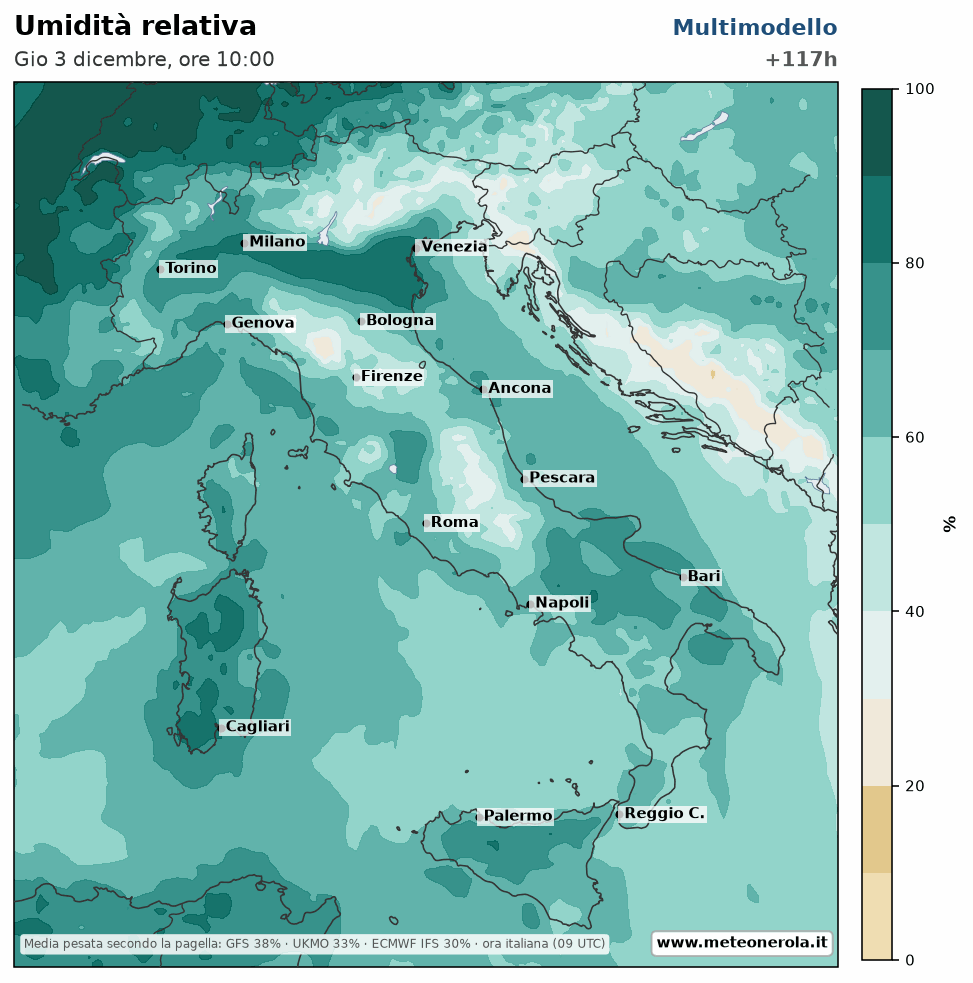 Umidità relativa
Multimodello
Gio 3 dicembre, ore 10:00
+117h
100
80
60
40
20
0
%
Milano
Venezia
Torino
Genova
Bologna
Firenze
Ancona
Pescara
Roma
Bari
Napoli
Cagliari
Palermo
Reggio C.
Media pesata secondo la pagella: GFS 38% · UKMO 33% · ECMWF IFS 30% · ora italiana (09 UTC)
www.meteonerola.it